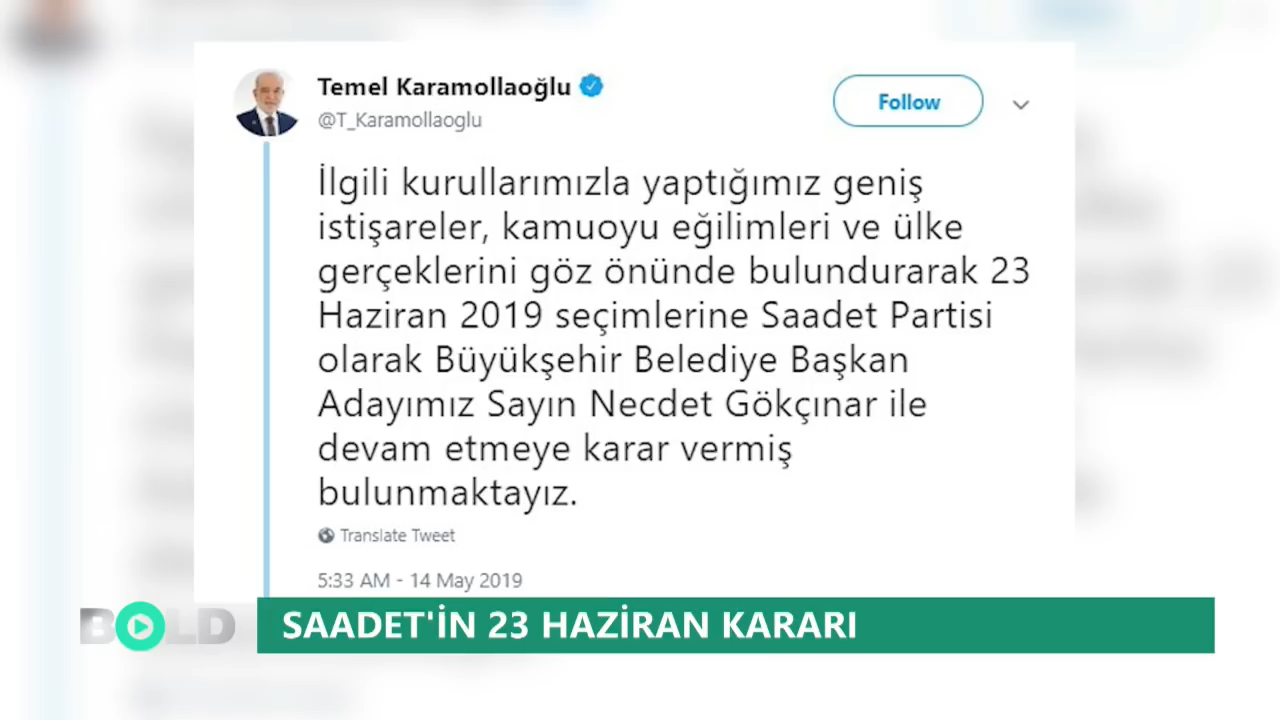 Temel Karamollaoğlu
@T_Karamollaoglu
Follow
İlgili kurullarımızla yaptığımız geniş
istişareler, kamuoyu eğilimleri ve ülke
gerçeklerini göz önünde bulundurarak 23
Haziran 2019 seçimlerine Saadet Partisi
olarak Büyükşehir Belediye Başkan
Adayımız Sayın Necdet Gökçınar ile
devam etmeye karar vermiş
bulunmaktayız.
Translate Tweet
5:33 AM - 14 May 2019
BOLD
SAADET'İN 23 HAZİRAN KARARI